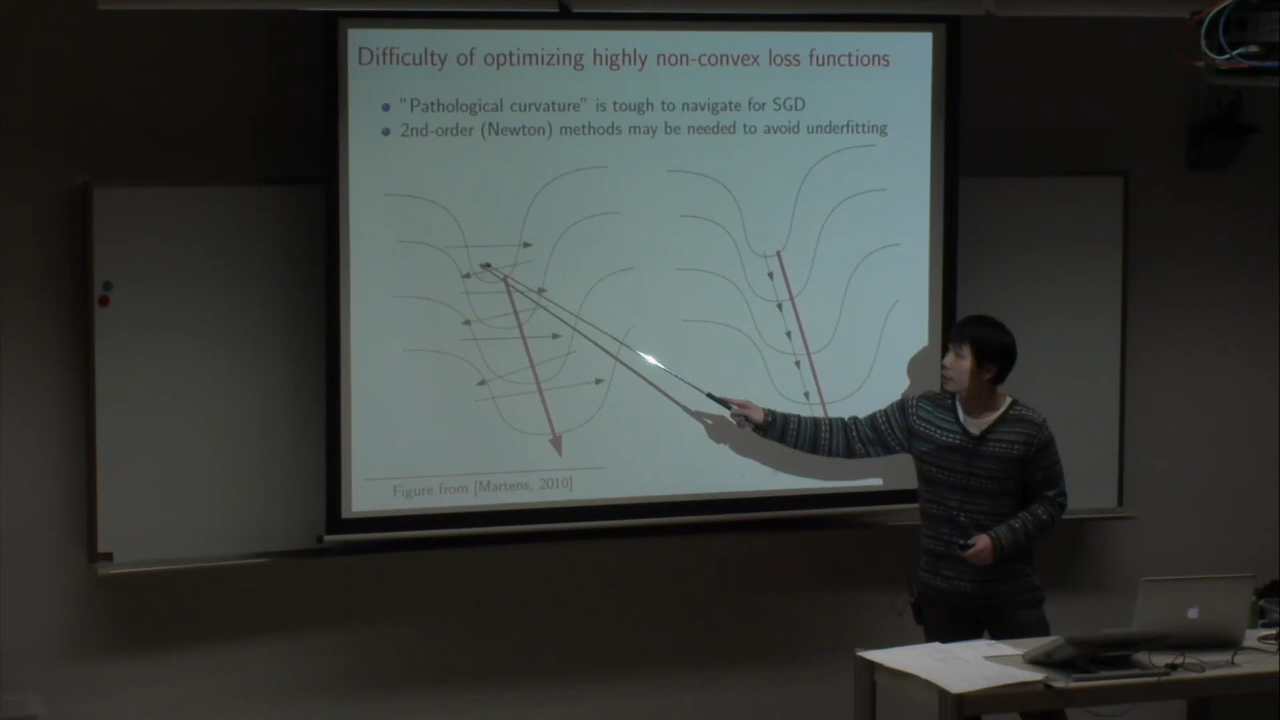 Difficulty of optimizing highly non-convex loss functions
"Pathological curvature" is tough to navigate for SGD
2nd-order (Newton) methods may be needed to avoid underfitting
Figure from [Martens, 2010]